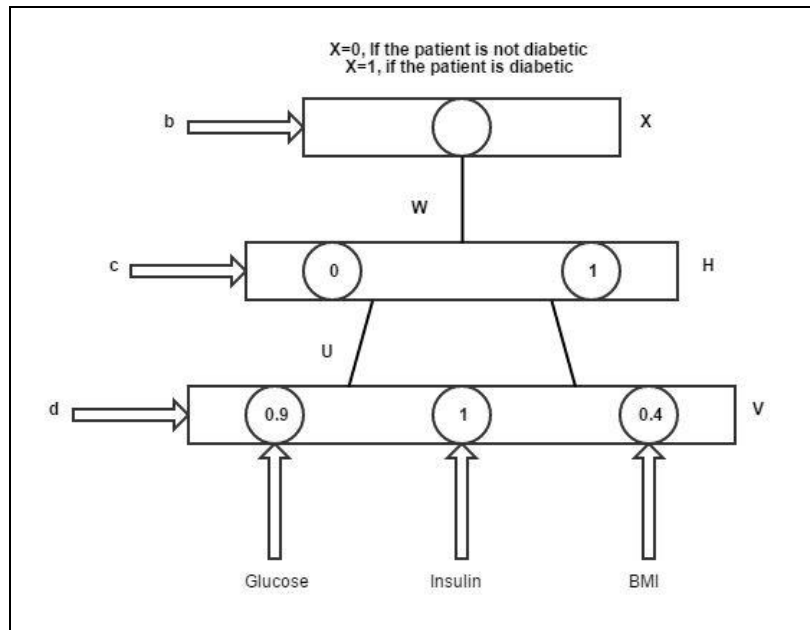 X=0, If the patient is not diabetic
X=1, if the patient is diabetic
b
X
W
c
0
1
H
U
d
0.9
1
0.4
V
Glucose
Insulin
BMI